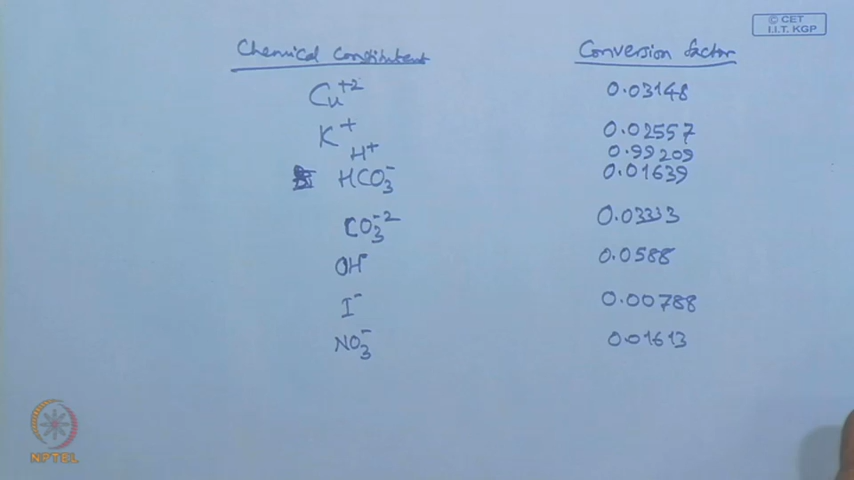 © CET
I.I.T. KGP
Chemical Constituent Conversion factor
Cu+2 0.03148
K+ 0.02557
H+ 0.99209
HCO3- 0.01639
CO3-2 0.03333
OH- 0.0588
I- 0.00788
NO3- 0.01613
NPTEL